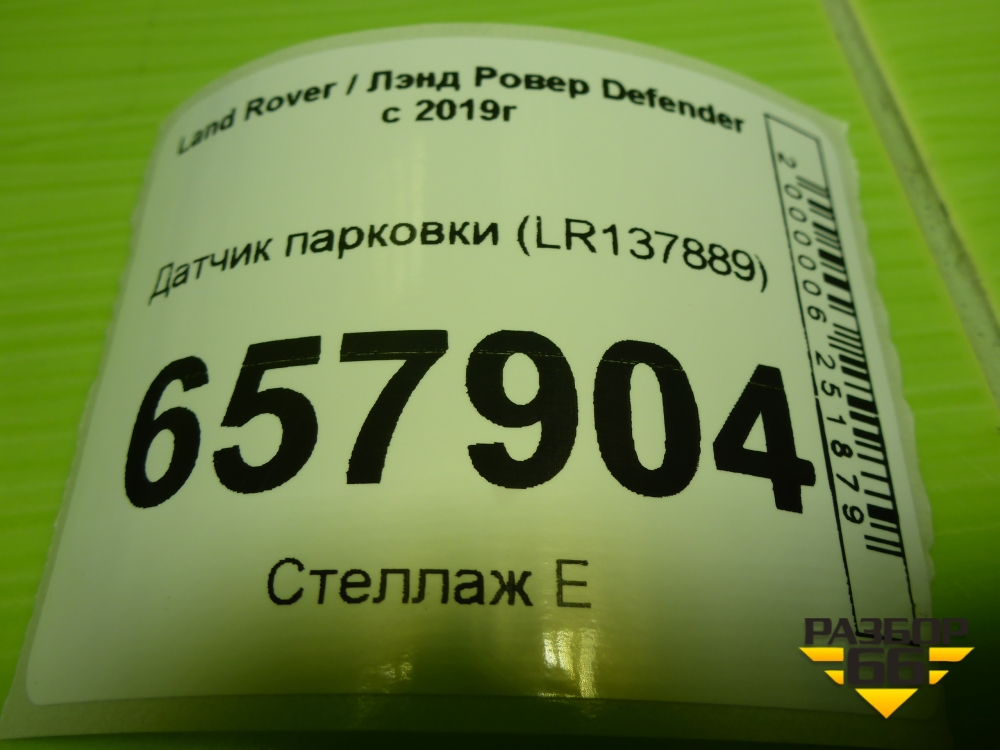 Land Rover / Лэнд Ровер Defender
с 2019г
Датчик парковки (LR137889)
657904
Стеллаж Е
2000006251879
РАЗБОР
66